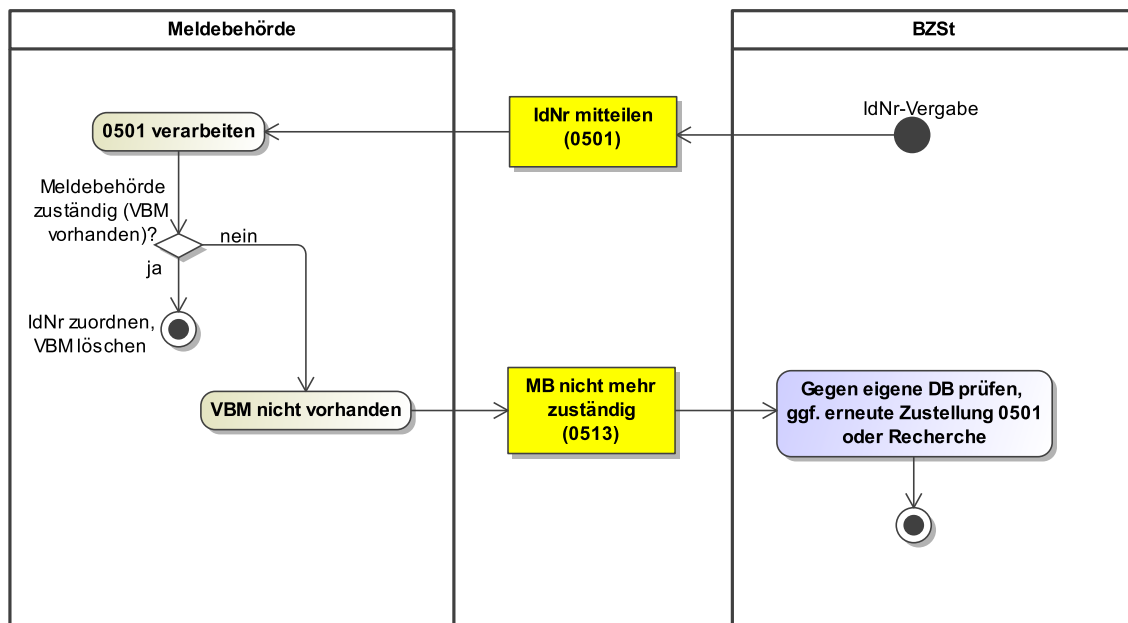 Meldebehörde
BZSt
IdNr-Vergabe
IdNr mitteilen
(0501)
0501 verarbeiten
Meldebehörde
zuständig (VBM
vorhanden)?
nein
ja
IdNr zuordnen,
VBM löschen
VBM nicht vorhanden
MB nicht mehr
zuständig
(0513)
Gegen eigene DB prüfen,
ggf. erneute Zustellung 0501
oder Recherche